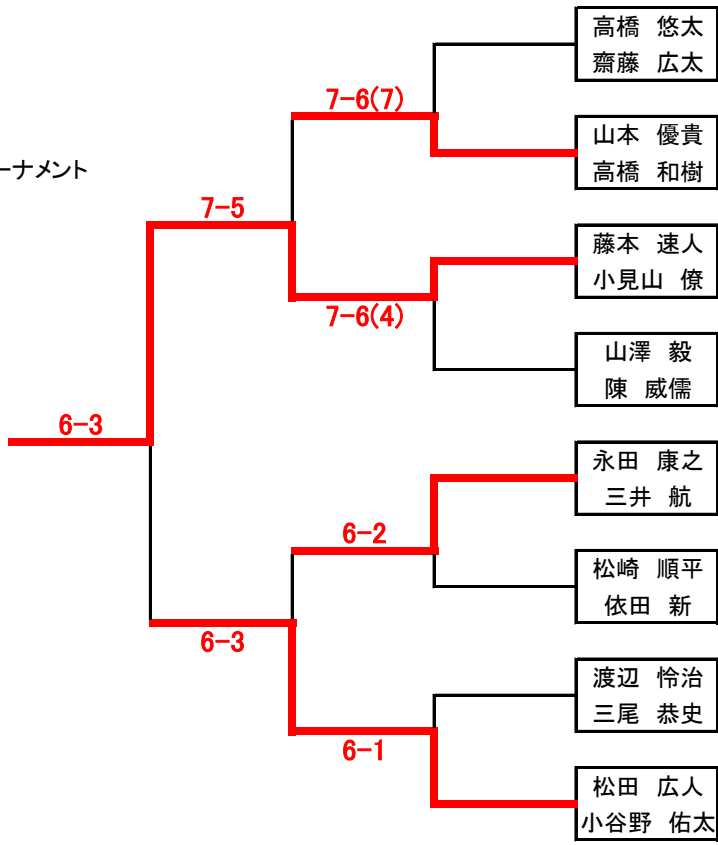 高橋 悠太
齋藤 広太
7-6(7)
山本 優貴
高橋 和樹
ーナメント
7-5
藤本 速人
小見山 僚
7-6(4)
山澤 毅
陳 威儒
6-3
永田 康之
三井 航
6-2
松崎 順平
依田 新
6-3
渡辺 怜治
三尾 恭史
6-1
松田 広人
小谷野 佑太